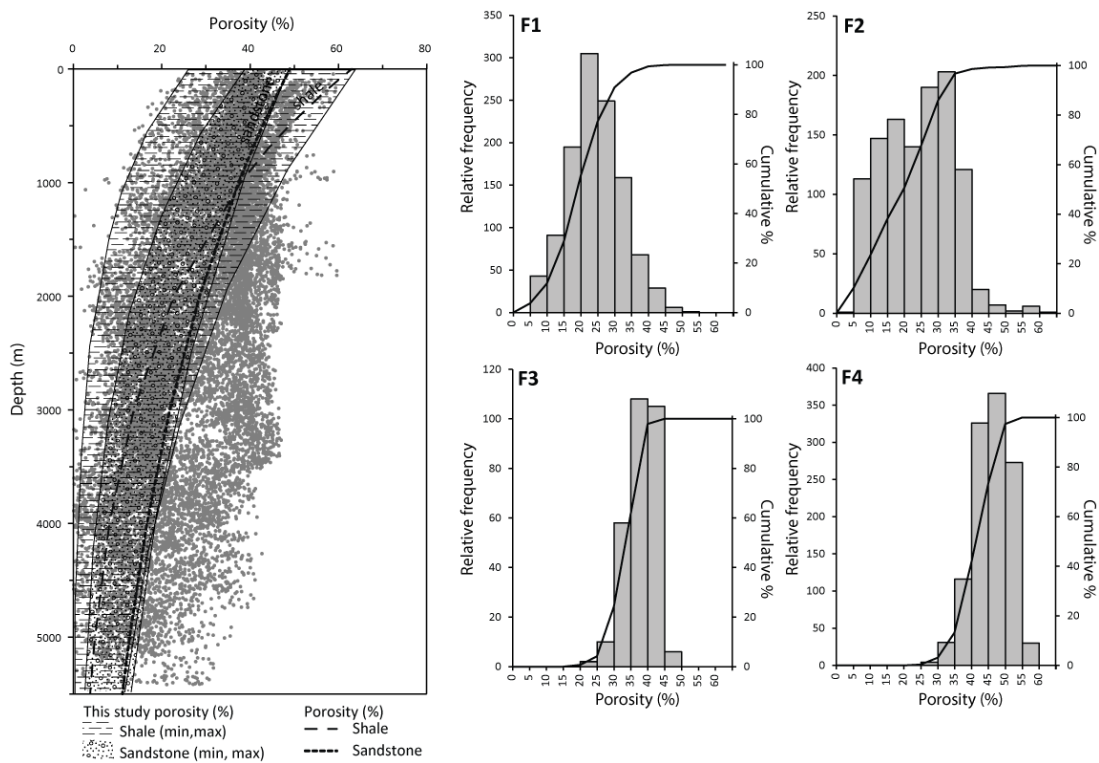 Porosity (%)
0 20 40 60 80
0
1000
2000
3000
4000
5000
Depth (m)
Sandstone
Shale
This study porosity (%)
Shale (min,max)
Sandstone (min, max)
Porosity (%)
Shale
Sandstone
F1
Relative frequency
350
300
250
200
150
100
50
0
100
80
60
40
20
0
Cumulative %
0 5 10 15 20 25 30 35 40 45 50 55 60
Porosity (%)
F2
Relative frequency
250
200
150
100
50
0
100
80
60
40
20
0
Cumulative %
0 5 10 15 20 25 30 35 40 45 50 55 60
Porosity (%)
F3
Relative frequency
120
100
80
60
40
20
0
100
80
60
40
20
0
Cumulative %
0 5 10 15 20 25 30 35 40 45 50 55 60
Porosity (%)
F4
Relative frequency
400
350
300
250
200
150
100
50
0
100
80
60
40
20
0
Cumulative %
0 5 10 15 20 25 30 35 40 45 50 55 60
Porosity (%)